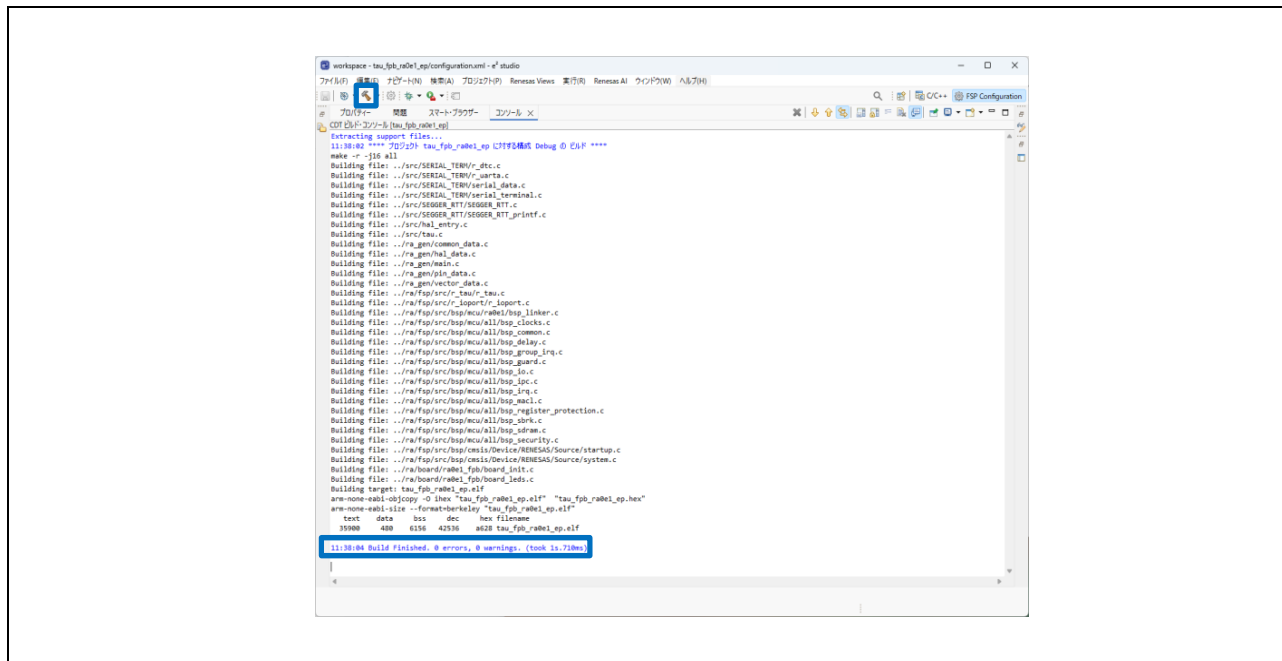 workspace - tau_fpb_ra0e1_ep/configuration.xml - e² studio
ファイル(F) 編集(E) ナビゲート(N) 検索(A) プロジェクト(P) Renesas Views 実行(R) Renesas AI ウィンドウ(W) ヘルプ(H)
C/C++ FSP Configuration
プロパティー 問題 スマート・ブラウザー コンソール
CDT ビルド・コンソール [tau_fpb_ra0e1_ep]
Extracting support files...
11:38:02 **** プロジェクト tau_fpb_ra0e1_ep に対する構成 Debug の ビルド ****
make -r -j16 all
Building file: ../src/SERIAL_TERM/r_dtc.c
Building file: ../src/SERIAL_TERM/r_uarta.c
Building file: ../src/SERIAL_TERM/serial_data.c
Building file: ../src/SERIAL_TERM/serial_terminal.c
Building file: ../src/SEGGER_RTT/SEGGER_RTT.c
Building file: ../src/SEGGER_RTT/SEGGER_RTT_printf.c
Building file: ../src/hal_entry.c
Building file: ../src/tau.c
Building file: ../ra_gen/common_data.c
Building file: ../ra_gen/hal_data.c
Building file: ../ra_gen/main.c
Building file: ../ra_gen/pin_data.c
Building file: ../ra_gen/vector_data.c
Building file: ../ra/fsp/src/r_tau/r_tau.c
Building file: ../ra/fsp/src/r_ioport/r_ioport.c
Building file: ../ra/fsp/src/bsp/mcu/ra0e1/bsp_linker.c
Building file: ../ra/fsp/src/bsp/mcu/all/bsp_clocks.c
Building file: ../ra/fsp/src/bsp/mcu/all/bsp_common.c
Building file: ../ra/fsp/src/bsp/mcu/all/bsp_delay.c
Building file: ../ra/fsp/src/bsp/mcu/all/bsp_group_irq.c
Building file: ../ra/fsp/src/bsp/mcu/all/bsp_guard.c
Building file: ../ra/fsp/src/bsp/mcu/all/bsp_io.c
Building file: ../ra/fsp/src/bsp/mcu/all/bsp_ipc.c
Building file: ../ra/fsp/src/bsp/mcu/all/bsp_irq.c
Building file: ../ra/fsp/src/bsp/mcu/all/bsp_macl.c
Building file: ../ra/fsp/src/bsp/mcu/all/bsp_register_protection.c
Building file: ../ra/fsp/src/bsp/mcu/all/bsp_sbrk.c
Building file: ../ra/fsp/src/bsp/mcu/all/bsp_sdram.c
Building file: ../ra/fsp/src/bsp/mcu/all/bsp_security.c
Building file: ../ra/fsp/src/bsp/cmsis/Device/RENESAS/Source/startup.c
Building file: ../ra/fsp/src/bsp/cmsis/Device/RENESAS/Source/system.c
Building file: ../ra/board/ra0e1_fpb/board_init.c
Building file: ../ra/board/ra0e1_fpb/board_leds.c
Building target: tau_fpb_ra0e1_ep.elf
arm-none-eabi-objcopy -O ihex "tau_fpb_ra0e1_ep.elf" "tau_fpb_ra0e1_ep.hex"
arm-none-eabi-size --format=berkeley "tau_fpb_ra0e1_ep.elf"
text data bss dec hex filename
35900 480 6156 42536 a628 tau_fpb_ra0e1_ep.elf
11:38:04 Build Finished. 0 errors, 0 warnings. (took 1s.710ms)